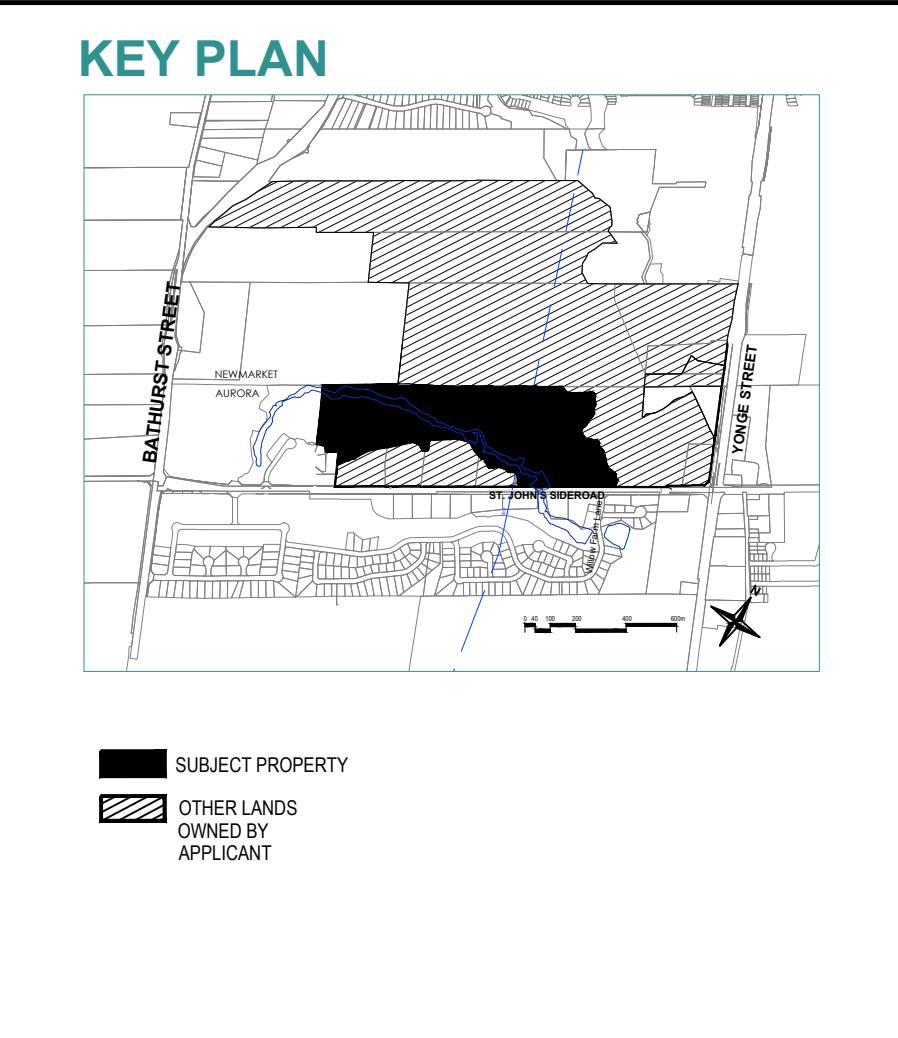 KEY PLAN
BATHURST STREET
NEWMARKET
AURORA
YONGE STREET
ST. JOHN'S SIDEROAD
Willow Farm Lane
N
0 40 100 200 400 600m
SUBJECT PROPERTY
OTHER LANDS
OWNED BY
APPLICANT